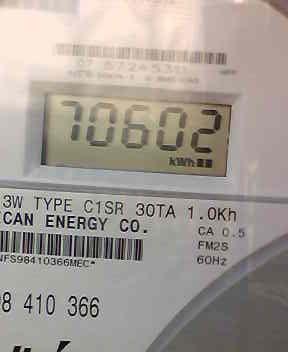 70602
kWh
3W TYPE C1SR 30TA 1.0Kh
CAN ENERGY CO.
CA 0.5
FM2S
60Hz
NFS98410366MEC*
98 410 366